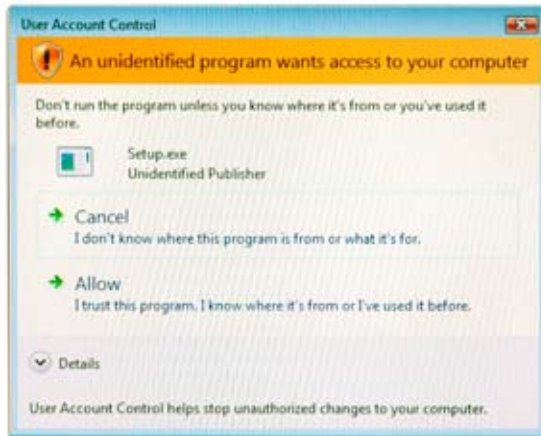 User Account Control
An unidentified program wants access to your computer
Don't run the program unless you know where it's from or you've used it
before.
Setup.exe
Unidentified Publisher
Cancel
I don't know where this program is from or what it's for.
Allow
I trust this program. I know where it's from or I've used it before.
Details
User Account Control helps stop unauthorized changes to your computer.